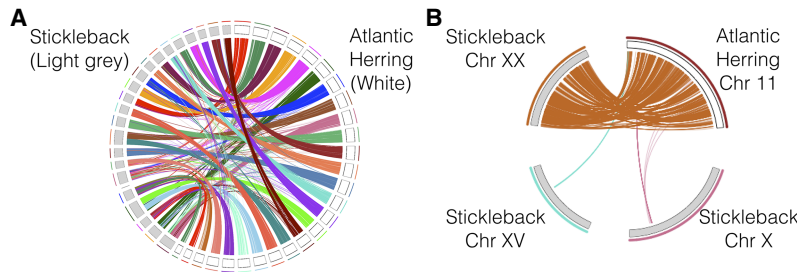 A
Stickleback
(Light grey)
Atlantic
Herring
(White)
B
Stickleback
Chr XX
Atlantic
Herring
Chr 11
Stickleback
Chr XV
Stickleback
Chr X